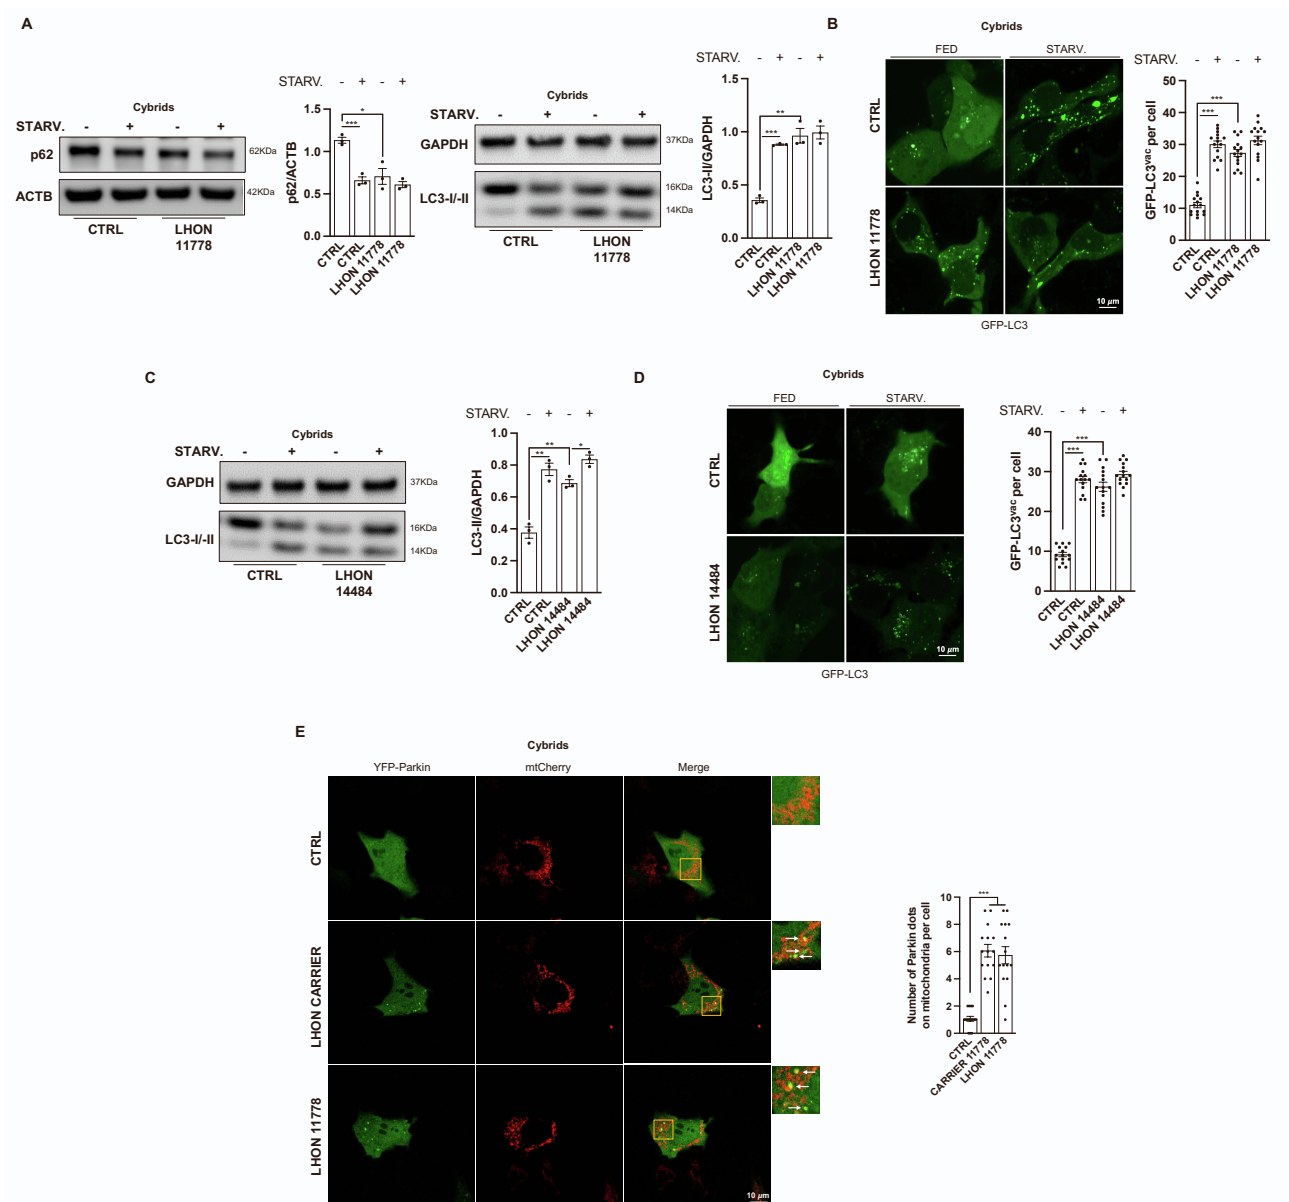 A
Cybrids
STARV. - + - +
p62 62KDa
ACTB 42KDa
CTRL LHON
11778
STARV. - + - +
p62/ACTB
1.5
1.0
0.5
0.0
*
***
CTRL
CTRL
LHON 11778
LHON 11778
Cybrids
STARV. - + - +
GAPDH 37KDa
LC3-I/-II 16KDa
14KDa
CTRL LHON
11778
STARV. - + - +
LC3-II/GAPDH
1.5
1.0
0.5
0.0
**
***
CTRL
CTRL
LHON 11778
LHON 11778
B
Cybrids
FED STARV.
CTRL
LHON 11778
10 µm
GFP-LC3
STARV. - + - +
GFP-LC3vac per cell
50
40
30
20
10
0
***
***
CTRL
CTRL
LHON 11778
LHON 11778
C
Cybrids
STARV. - + - +
GAPDH 37KDa
LC3-I/-II 16KDa
14KDa
CTRL LHON
14484
STARV. - + - +
LC3-II/GAPDH
1.0
0.8
0.6
0.4
0.2
0.0
**
**
*
CTRL
CTRL
LHON 14484
LHON 14484
D
Cybrids
FED STARV.
CTRL
LHON 14484
10 µm
GFP-LC3
STARV. - + - +
GFP-LC3vac per cell
40
30
20
10
0
***
***
CTRL
CTRL
LHON 14484
LHON 14484
E
Cybrids
YFP-Parkin mtCherry Merge
CTRL
LHON CARRIER
LHON 11778
10 µm
Number of Parkin dots
on mitochondria per cell
10
8
6
4
2
0
***
CTRL
CARRIER 11778
LHON 11778